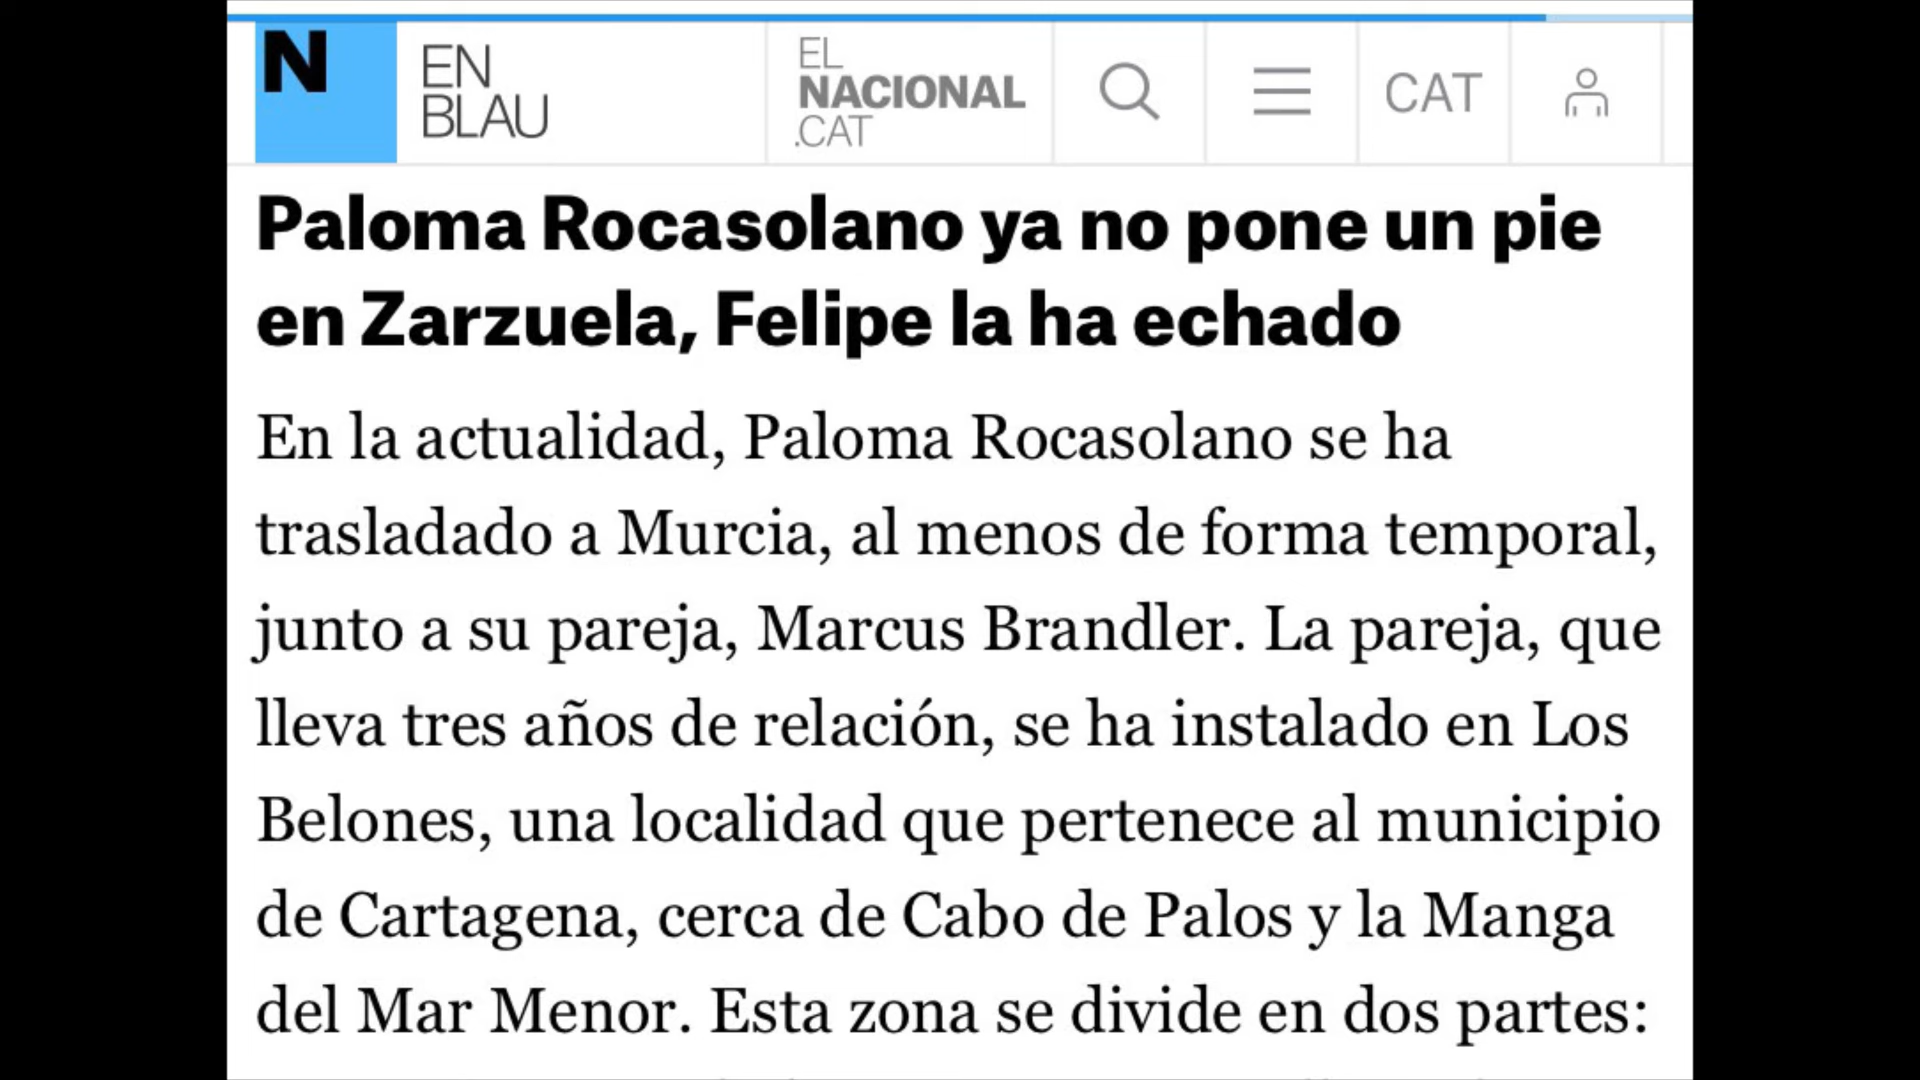 N
EN
BLAU
EL
NACIONAL
.CAT
CAT
Paloma Rocasolano ya no pone un pie
en Zarzuela, Felipe la ha echado
En la actualidad, Paloma Rocasolano se ha
trasladado a Murcia, al menos de forma temporal,
junto a su pareja, Marcus Brandler. La pareja, que
lleva tres años de relación, se ha instalado en Los
Belones, una localidad que pertenece al municipio
de Cartagena, cerca de Cabo de Palos y la Manga
del Mar Menor. Esta zona se divide en dos partes: